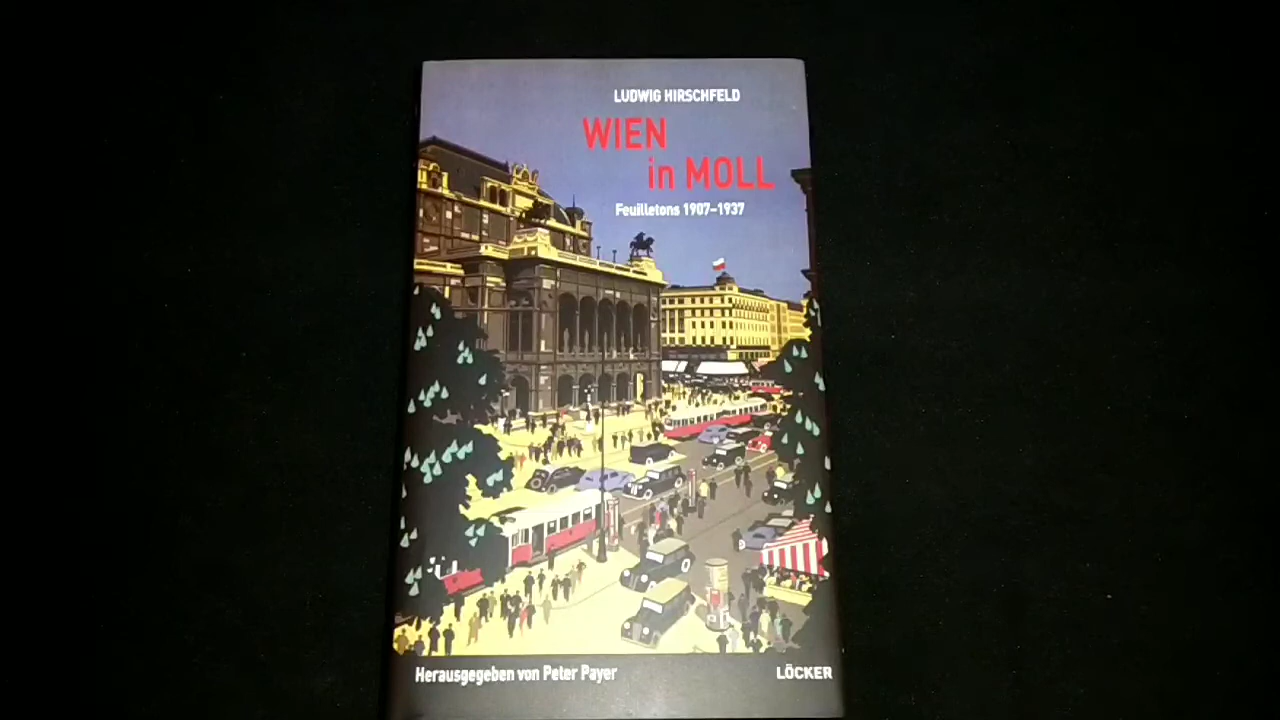 LUDWIG HIRSCHFELD
WIEN
in MOLL
Feuilletons 1907–1937
Herausgegeben von Peter Payer
LÖCKER